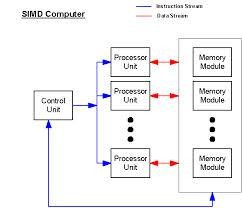 Instruction Stream
SIMD Computer
Data Stream
Processor
Unit
Memory
Module
Control
Unit
Processor
Unit
Memory
Module
Processor
Unit
Memory
Module